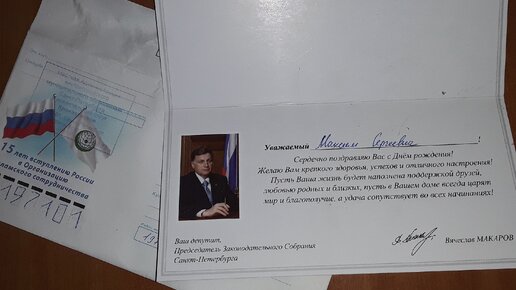 Уважаемый Максим Сергеевич!
Сердечно поздравляю Вас с Днём рождения!
Желаю Вам крепкого здоровья, успехов и отличного настроения!
Пусть Ваша жизнь будет наполнена поддержкой друзей,
любовью родных и близких, пусть в Вашем доме всегда царят
мир и благополучие, а удача сопутствует во всех начинаниях!
Ваш депутат,
Председатель Законодательного Собрания
Санкт-Петербурга
Вячеслав МАКАРОВ
15 лет вступлению России
в Организацию
ламского сотрудничества
197101